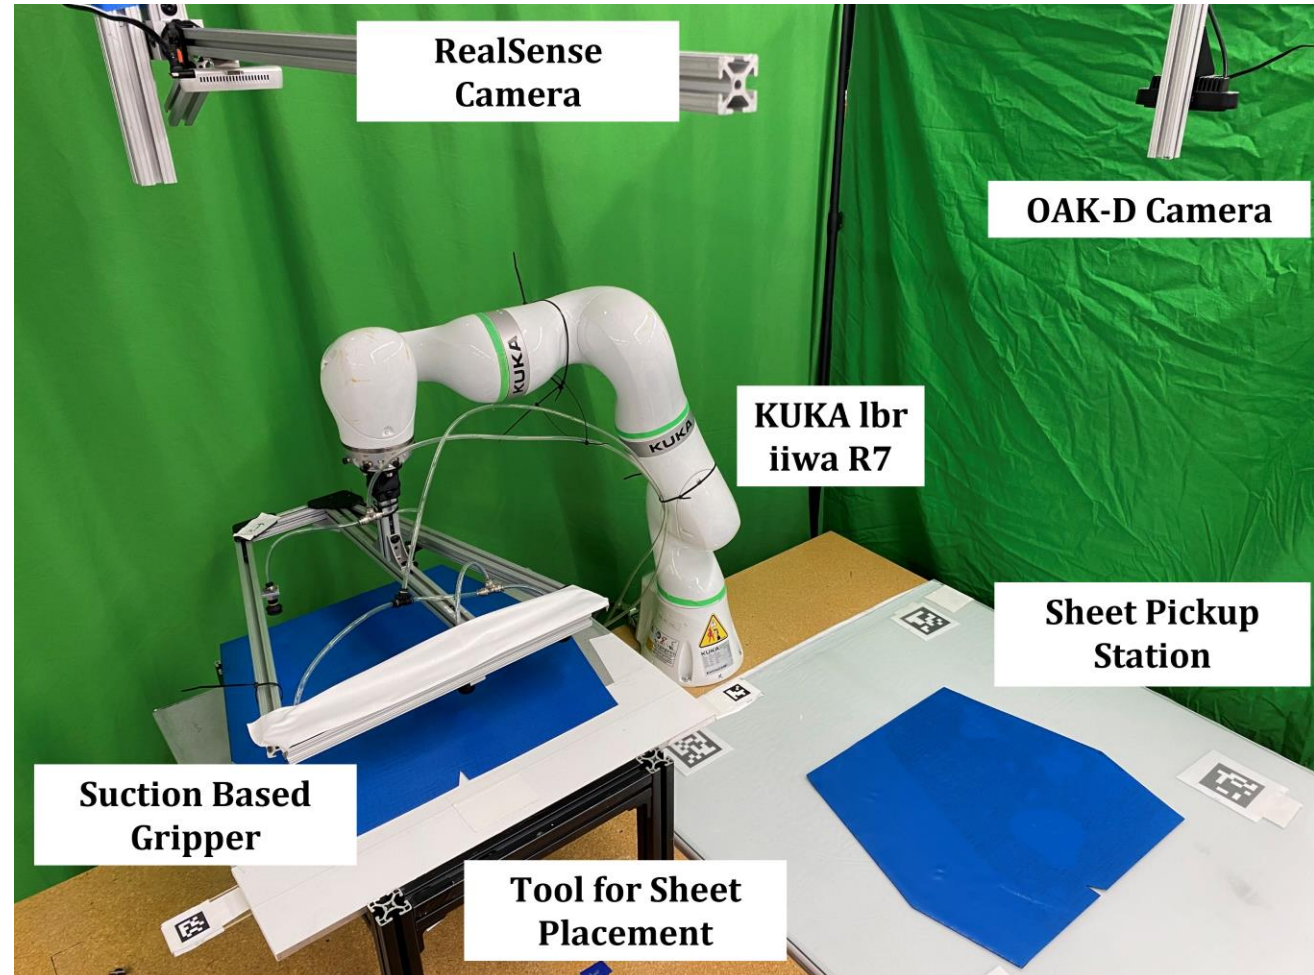 RealSense
Camera
OAK-D Camera
KUKA
KUKA
KUKA lbr
iiwa R7
Sheet Pickup
Station
Suction Based
Gripper
Tool for Sheet
Placement